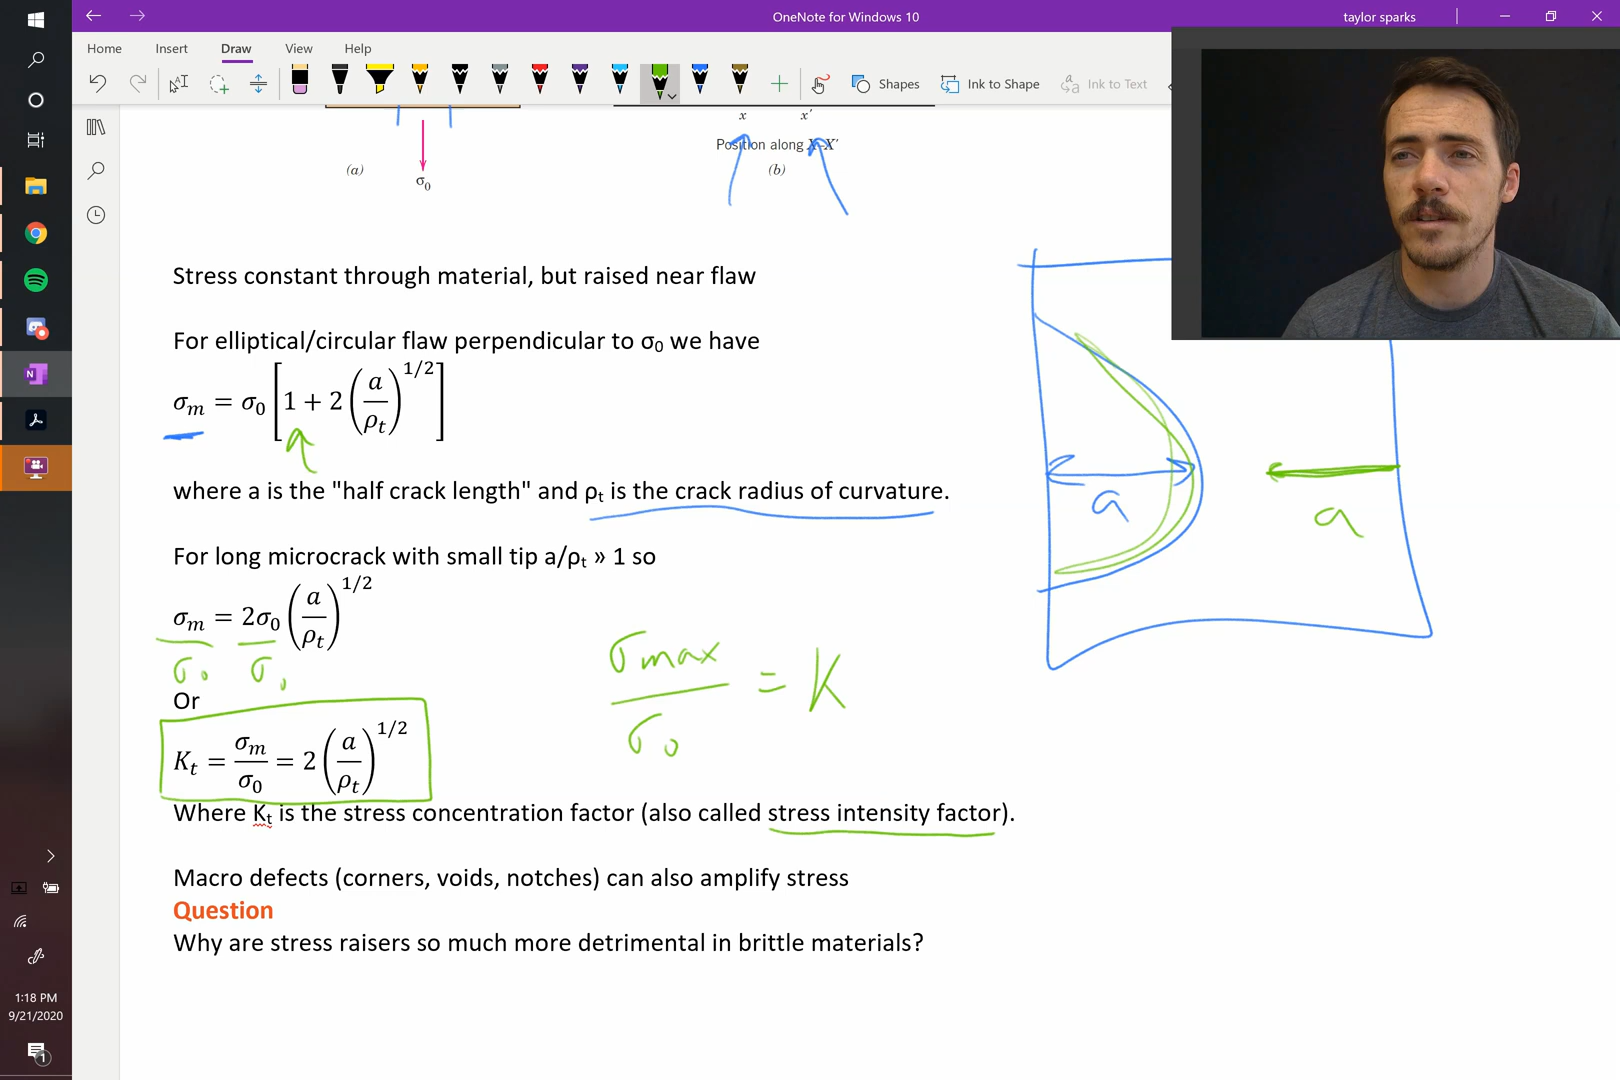 OneNote for Windows 10
taylor sparks
Home Insert Draw View Help
Shapes
Ink to Shape
Ink to Text
x x'
Position along X-X'
(a)
(b)
σ₀
Stress constant through material, but raised near flaw
For elliptical/circular flaw perpendicular to σ₀ we have
σₘ = σ₀ [1 + 2 (a/ρₜ)^1/2]
where a is the "half crack length" and ρₜ is the crack radius of curvature.
a
a
For long microcrack with small tip a/ρₜ » 1 so
σₘ = 2σ₀ (a/ρₜ)^1/2
σ₀ σ₀
σmax/σ₀ = K
Or
Kₜ = σₘ/σ₀ = 2 (a/ρₜ)^1/2
Where Kₜ is the stress concentration factor (also called stress intensity factor).
Macro defects (corners, voids, notches) can also amplify stress
Question
Why are stress raisers so much more detrimental in brittle materials?
1:18 PM
9/21/2020
1